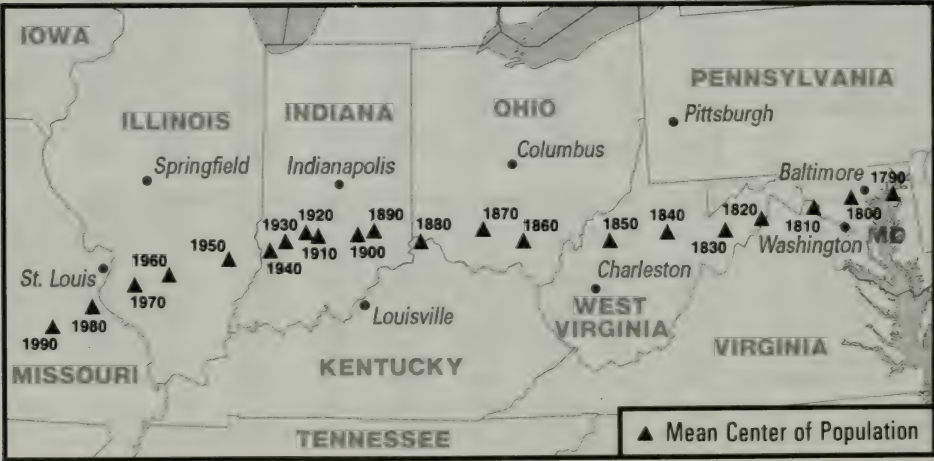 IOWA
PENNSYLVANIA
ILLINOIS
INDIANA
OHIO
Pittsburgh
Springfield
Indianapolis
Columbus
Baltimore
1790
1930
1920
1890
1880
1870
1860
1850
1840
1820
1810
1800
1950
1940
1910
1900
1830
Washington
MD
St. Louis
1960
1970
Charleston
1980
1990
Louisville
WEST
VIRGINIA
VIRGINIA
MISSOURI
KENTUCKY
TENNESSEE
▲ Mean Center of Population